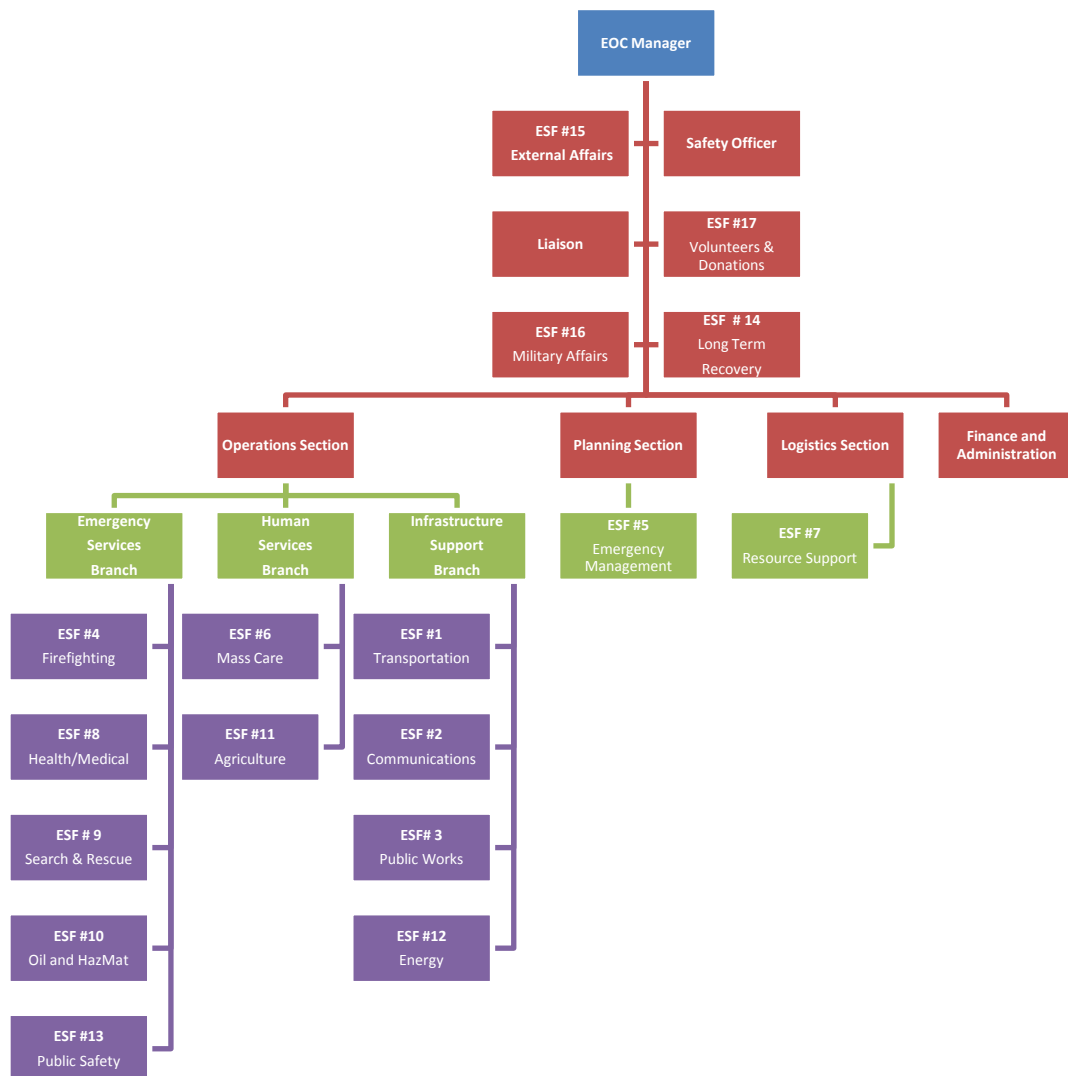 EOC Manager
ESF #15
External Affairs
Safety Officer
Liaison
ESF #17
Volunteers &
Donations
ESF #16
Military Affairs
ESF # 14
Long Term
Recovery
Operations Section
Planning Section
Logistics Section
Finance and
Administration
Emergency
Services
Branch
Human
Services
Branch
Infrastructure
Support
Branch
ESF #5
Emergency
Management
ESF #7
Resource Support
ESF #4
Firefighting
ESF #6
Mass Care
ESF #1
Transportation
ESF #8
Health/Medical
ESF #11
Agriculture
ESF #2
Communications
ESF # 9
Search & Rescue
ESF# 3
Public Works
ESF #10
Oil and HazMat
ESF #12
Energy
ESF #13
Public Safety